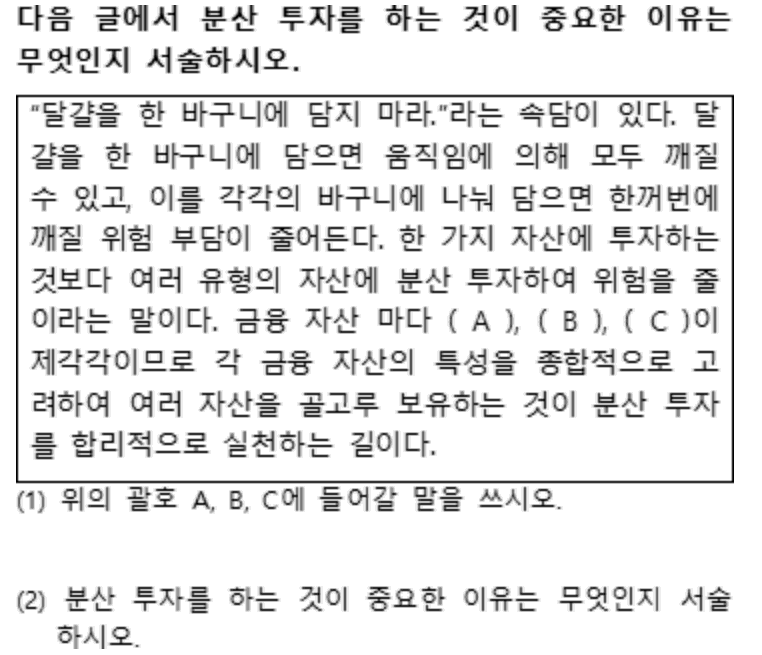 다음 글에서 분산 투자를 하는 것이 중요한 이유는
무엇인지 서술하시오.
“달걀을 한 바구니에 담지 마라.”라는 속담이 있다. 달
걀을 한 바구니에 담으면 움직임에 의해 모두 깨질
수 있고, 이를 각각의 바구니에 나눠 담으면 한꺼번에
깨질 위험 부담이 줄어든다. 한 가지 자산에 투자하는
것보다 여러 유형의 자산에 분산 투자하여 위험을 줄
이라는 말이다. 금융 자산 마다 ( A ), ( B ), ( C )이
제각각이므로 각 금융 자산의 특성을 종합적으로 고
려하여 여러 자산을 골고루 보유하는 것이 분산 투자
를 합리적으로 실천하는 길이다.
(1) 위의 괄호 A, B, C에 들어갈 말을 쓰시오.
(2) 분산 투자를 하는 것이 중요한 이유는 무엇인지 서술
하시오.